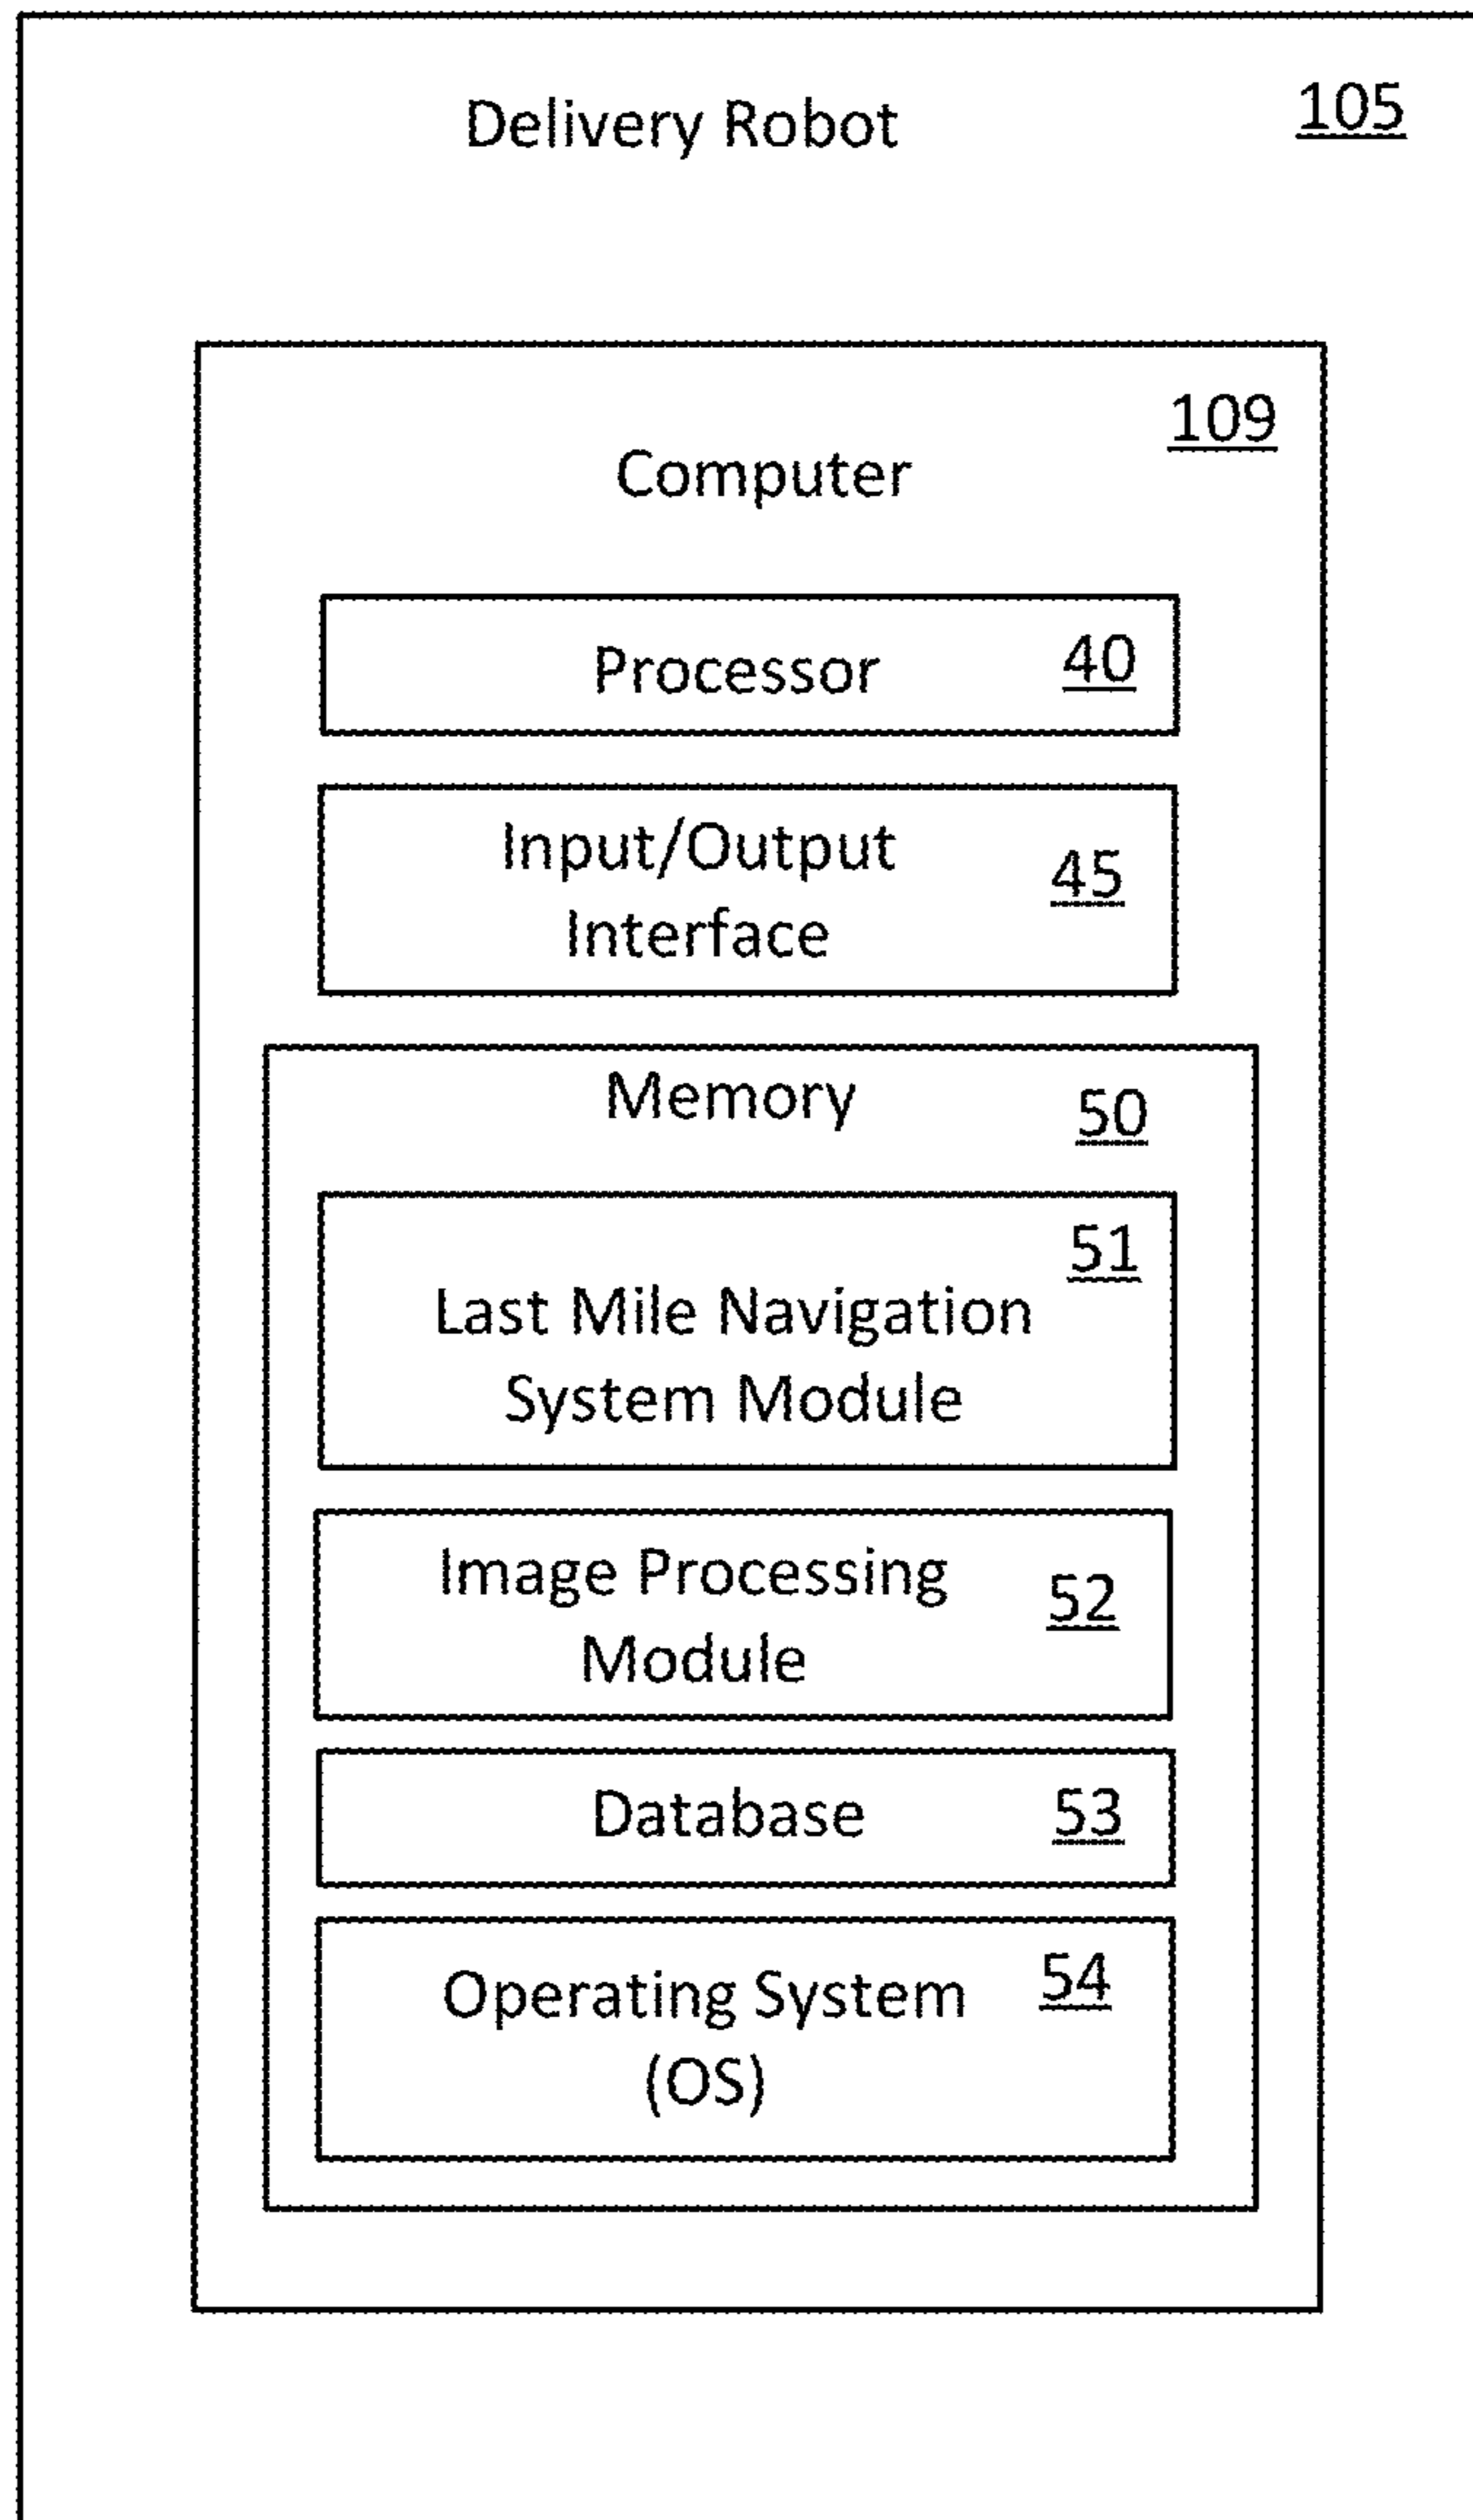 Delivery Robot 105
109
Computer
Processor 40
Input/Output
Interface 45
Memory 50
51
Last Mile Navigation
System Module
Image Processing
Module 52
Database 53
Operating System 54
(OS)